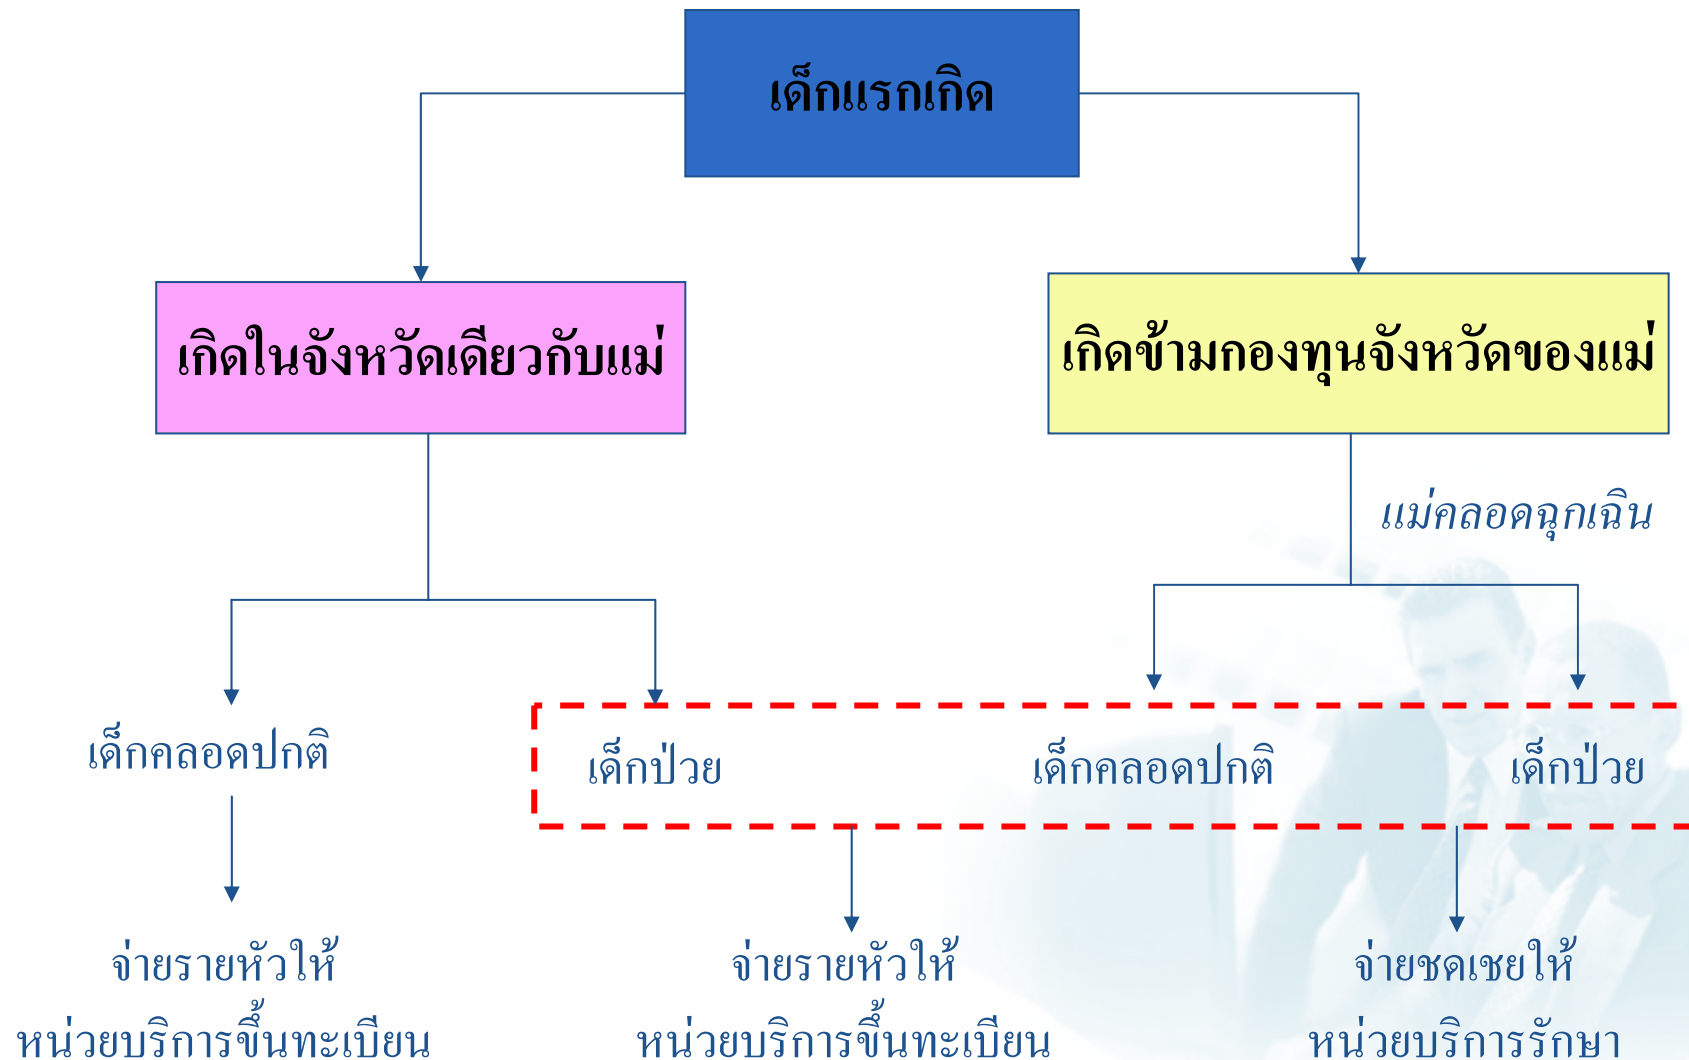 เด็กแรกเกิด
เกิดในจังหวัดเดียวกับแม่
เกิดข้ามกองทุนจังหวัดของแม่
แม่คลอดฉุกเฉิน
เด็กคลอดปกติ
เด็กป่วย
เด็กคลอดปกติ
เด็กป่วย
จ่ายรายหัวให้
หน่วยบริการขึ้นทะเบียน
จ่ายรายหัวให้
หน่วยบริการขึ้นทะเบียน
จ่ายชดเชยให้
หน่วยบริการรักษา